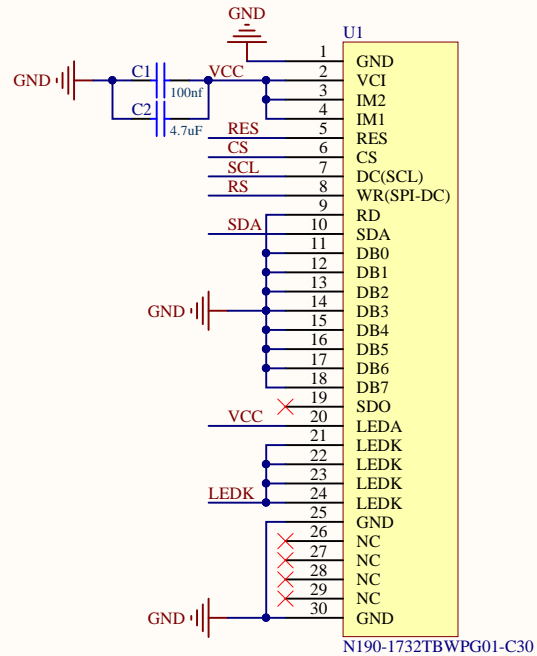 GND
U1
1 GND
GND C1 VCC 2 VCI
100nf 3 IM2
C2 4.7uF 4 IM1
RES 5 RES
CS 6 CS
SCL 7 DC(SCL)
RS 8 WR(SPI-DC)
9 RD
SDA 10 SDA
11 DB0
12 DB1
13 DB2
GND 14 DB3
15 DB4
16 DB5
17 DB6
18 DB7
19 SDO
VCC 20 LEDA
21 LEDK
22 LEDK
23 LEDK
LEDK 24 LEDK
25 GND
26 NC
27 NC
28 NC
29 NC
GND 30 GND
N190-1732TBWPG01-C30